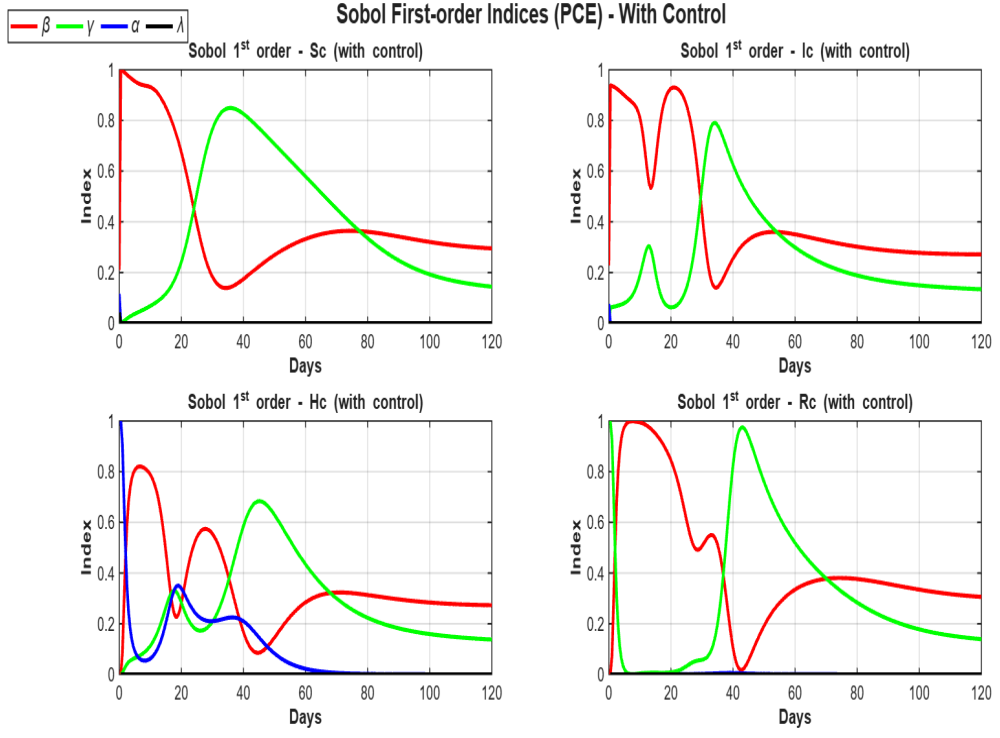 Sobol First-order Indices (PCE) - With Control
β γ α λ
Sobol 1st order - Sc (with control)
1
0.8
0.6
0.4
0.2
0
Index
0 20 40 60 80 100 120
Days
Sobol 1st order - Ic (with control)
1
0.8
0.6
0.4
0.2
0
Index
0 20 40 60 80 100 120
Days
Sobol 1st order - Hc (with control)
1
0.8
0.6
0.4
0.2
0
Index
0 20 40 60 80 100 120
Days
Sobol 1st order - Rc (with control)
1
0.8
0.6
0.4
0.2
0
Index
0 20 40 60 80 100 120
Days